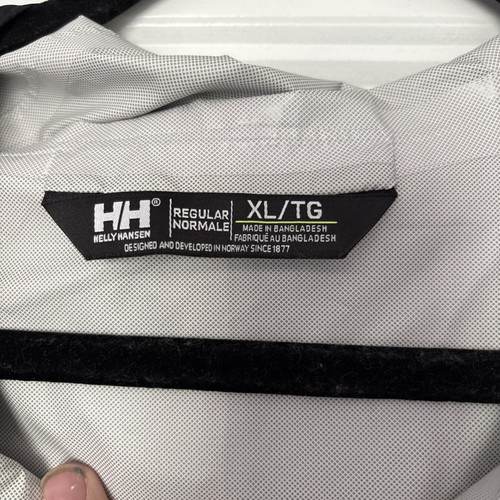 HH®
HELLY HANSEN
REGULAR
NORMALE
XL/TG
MADE IN BANGLADESH
FABRIQUÉ AU BANGLADESH
DESIGNED AND DEVELOPED IN NORWAY SINCE 1877